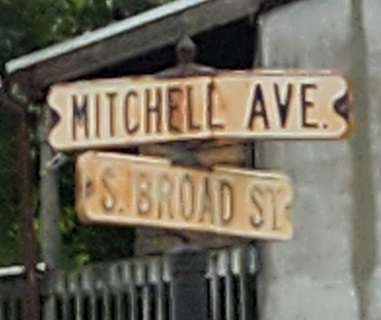 MITCHELL AVE.
S. BROAD ST.